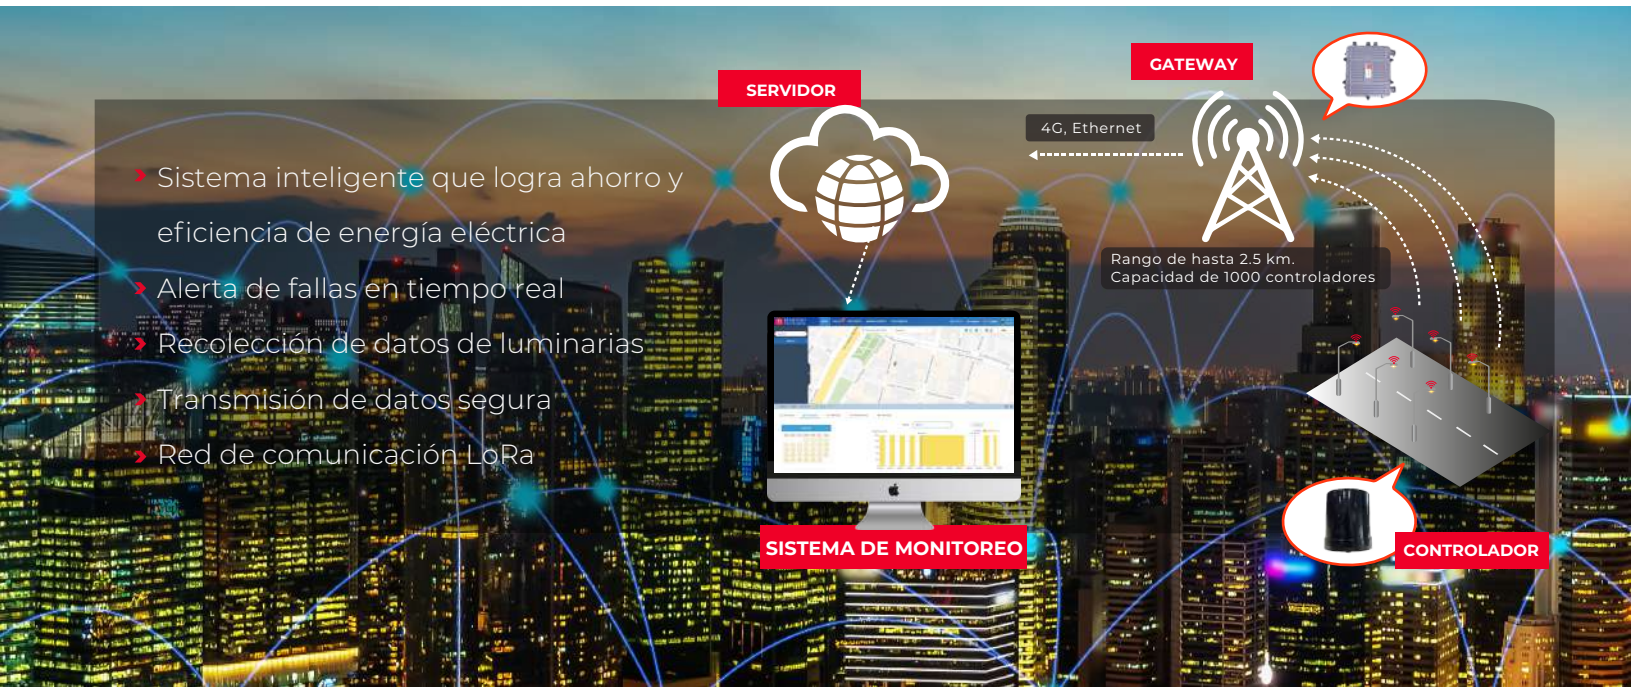 Sistema inteligente que logra ahorro y
eficiencia de energía eléctrica
Alerta de fallas en tiempo real
Recolección de datos de luminarias
Transmisión de datos segura
Red de comunicación LoRa
SERVIDOR
GATEWAY
4G, Ethernet
Rango de hasta 2.5 km.
Capacidad de 1000 controladores
SISTEMA DE MONITOREO
CONTROLADOR